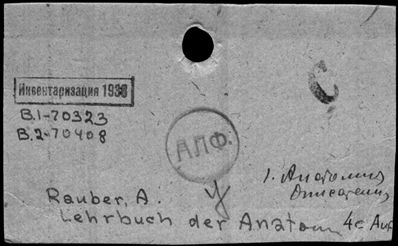 Инвентаризация 1938
В.1-70323
В.2-70408
АЛФ.
1. Анатомия
Rauber, A.
Lehrbuch der Anatom 4e Auf